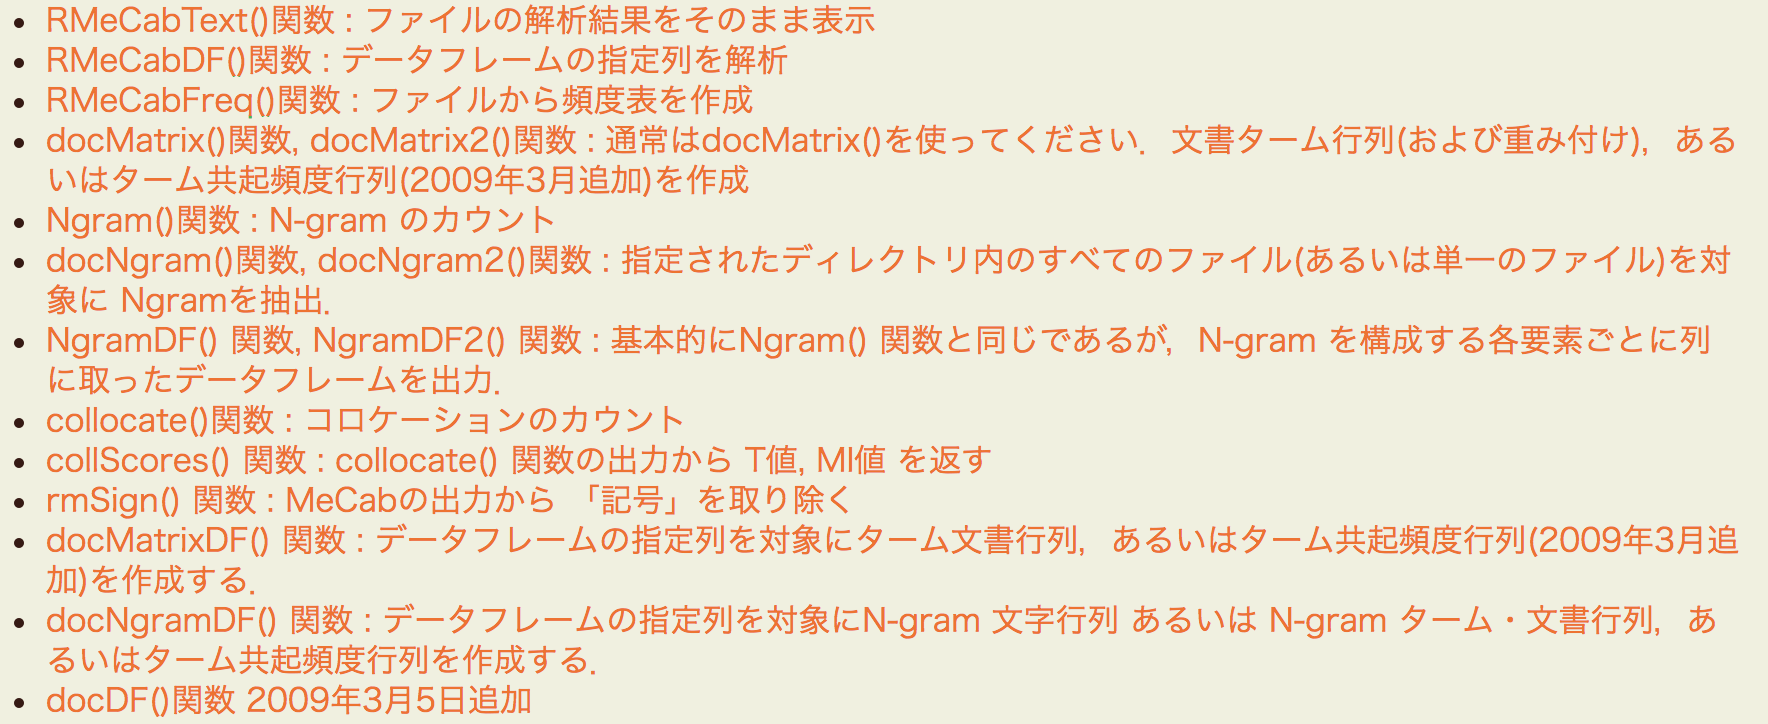 • RMeCabText()関数 : ファイルの解析結果をそのまま表示
• RMeCabDF()関数 : データフレームの指定列を解析
• RMeCabFreq()関数 : ファイルから頻度表を作成
• docMatrix()関数, docMatrix2()関数 : 通常はdocMatrix()を使ってください．文書ターム行列(および重み付け)，ある
いはターム共起頻度行列(2009年3月追加)を作成
• Ngram()関数 : N-gram のカウント
• docNgram()関数, docNgram2()関数 : 指定されたディレクトリ内のすべてのファイル(あるいは単一のファイル)を対
象に Ngramを抽出．
• NgramDF() 関数, NgramDF2() 関数 : 基本的にNgram() 関数と同じであるが，N-gram を構成する各要素ごとに列
に取ったデータフレームを出力．
• collocate()関数 : コロケーションのカウント
• collScores() 関数 : collocate() 関数の出力から T値, MI値 を返す
• rmSign() 関数 : MeCabの出力から 「記号」を取り除く
• docMatrixDF() 関数 : データフレームの指定列を対象にターム文書行列，あるいはターム共起頻度行列(2009年3月追
加)を作成する．
• docNgramDF() 関数 : データフレームの指定列を対象にN-gram 文字行列 あるいは N-gram ターム・文書行列，あ
るいはターム共起頻度行列を作成する．
• docDF()関数 2009年3月5日追加